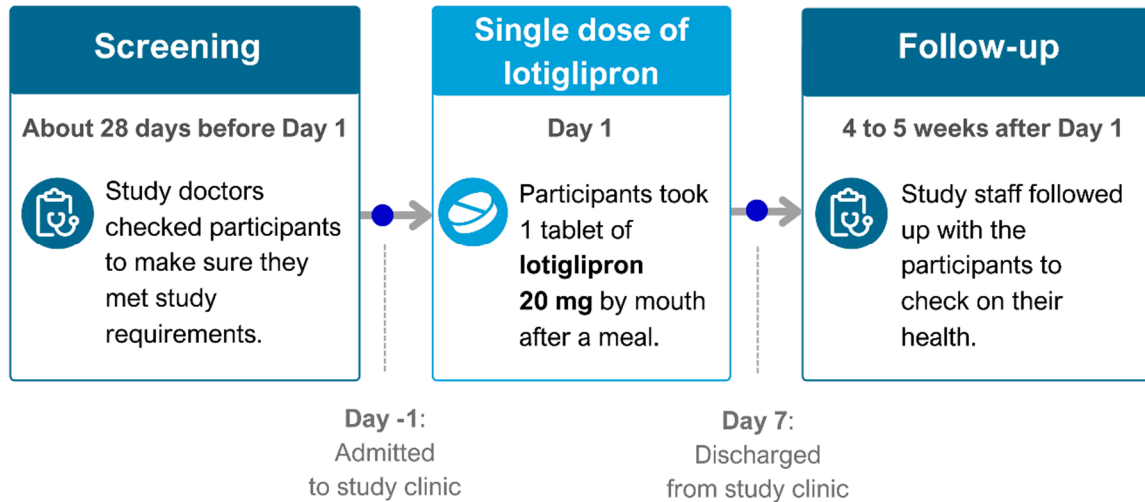 Screening
About 28 days before Day 1
Study doctors
checked participants
to make sure they
met study
requirements.
Day -1:
Admitted
to study clinic
Single dose of
lotiglipron
Day 1
Participants took
1 tablet of
lotiglipron
20 mg by mouth
after a meal.
Day 7:
Discharged
from study clinic
Follow-up
4 to 5 weeks after Day 1
Study staff followed
up with the
participants to
check on their
health.